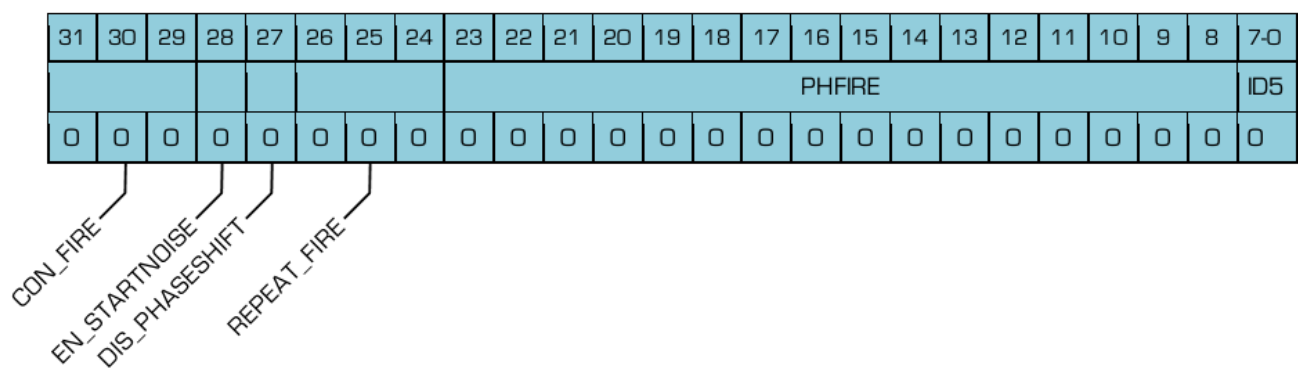 31 30 29 28 27 26 25 24 23 22 21 20 19 18 17 16 15 14 13 12 11 10 9 8 7-0
PHFIRE ID5
0 0 0 0 0 0 0 0 0 0 0 0 0 0 0 0 0 0 0 0 0 0 0 0 0
CON_FIRE
EN_STARTNOISE
DIS_PHASESHIFT
REPEAT_FIRE